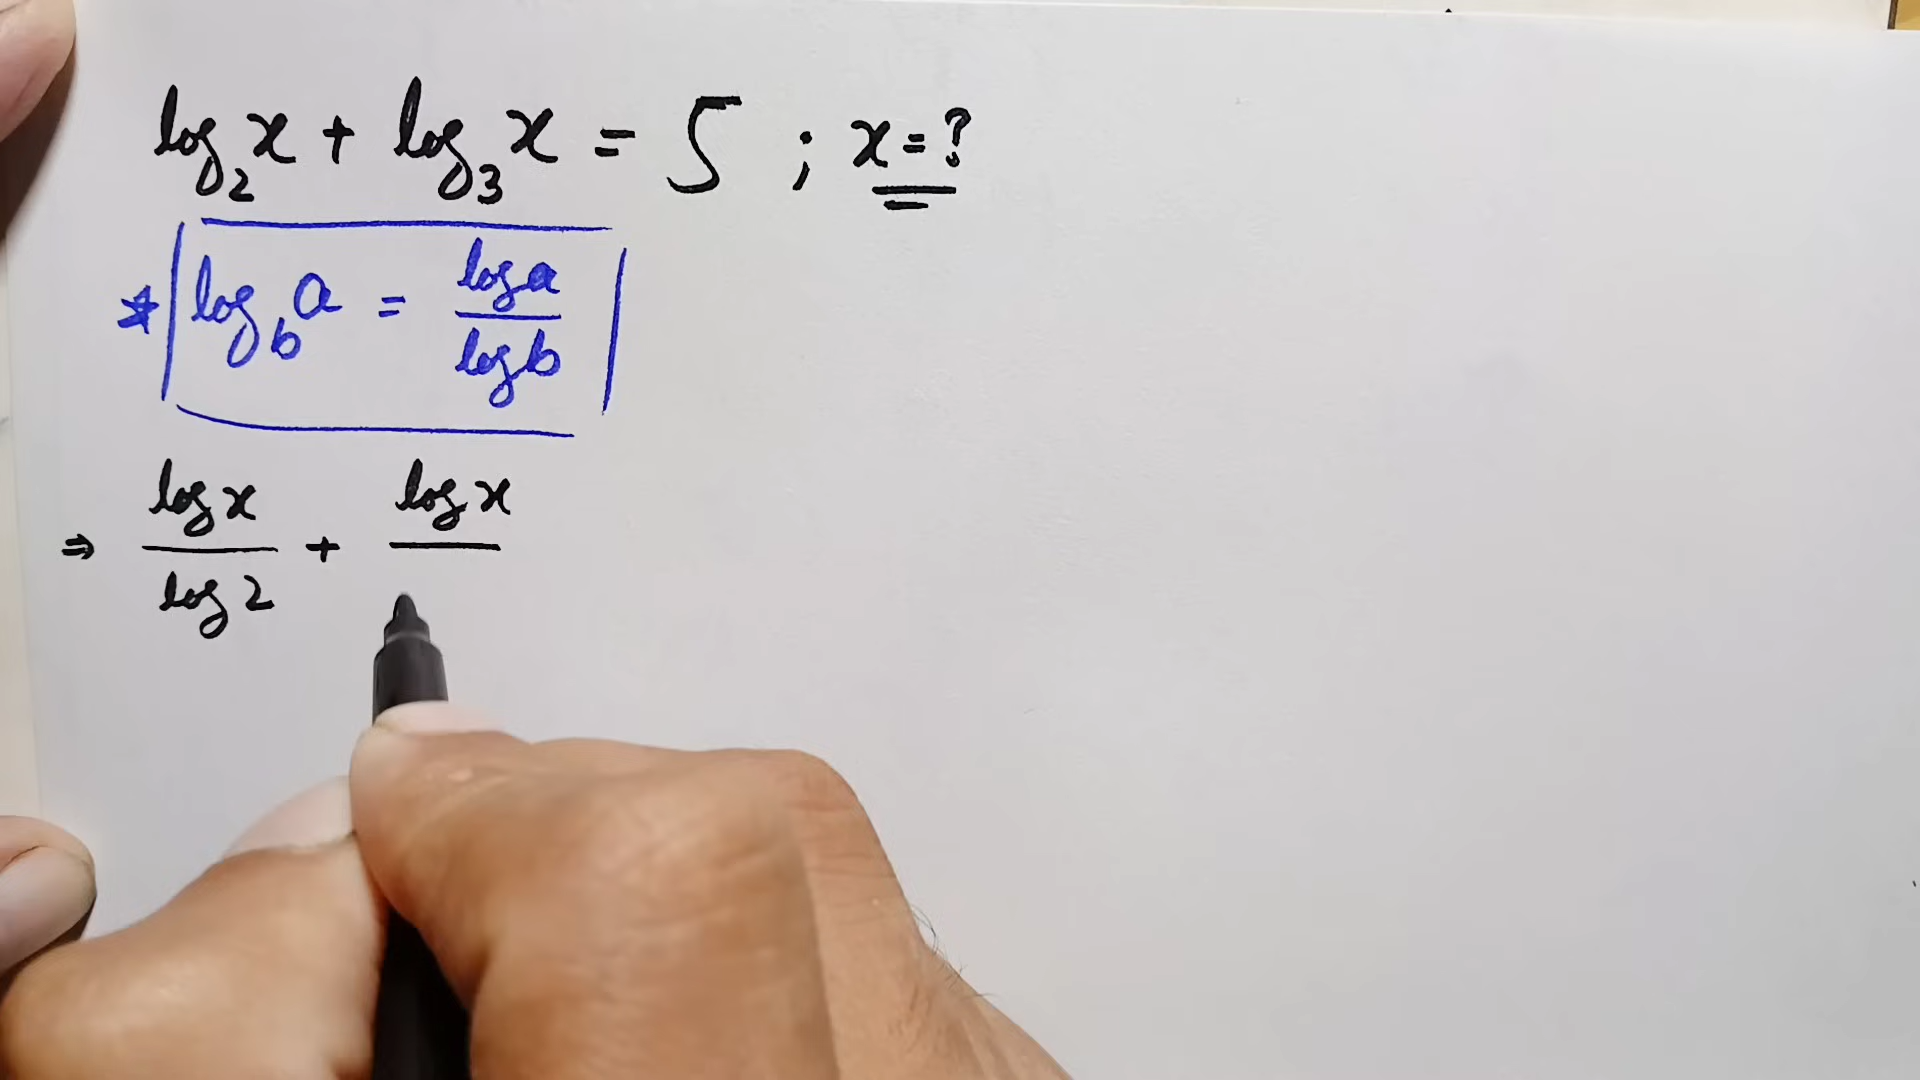 log₂x + log₃x = 5 ; x = ?
* log_b a = log a / log b
⇒ log x / log 2 + log x /